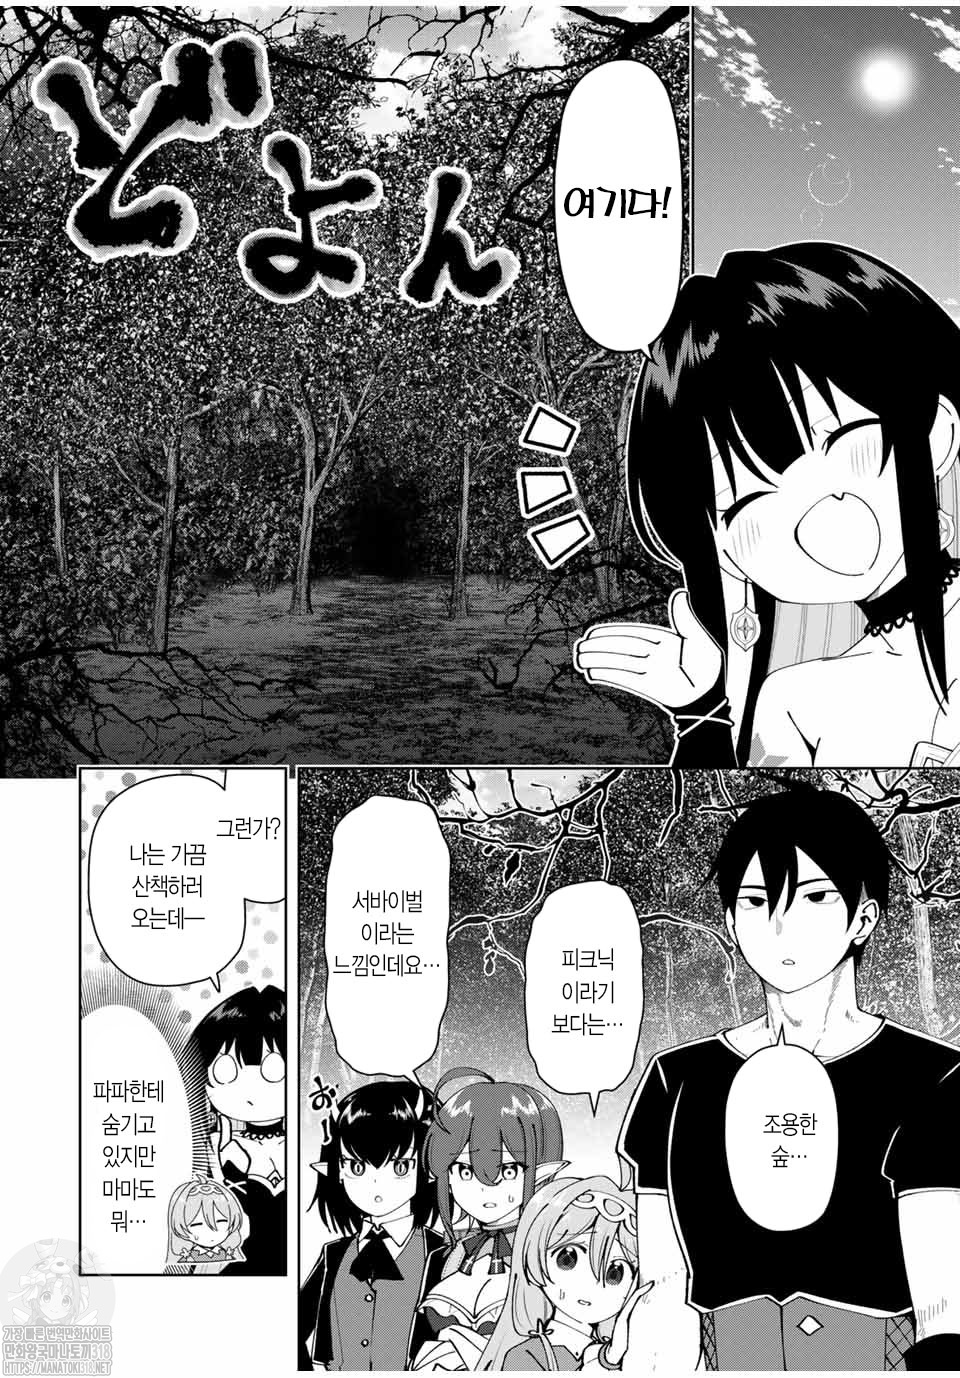 どよん
여기다!
조용한
숲…
피크닉
이라기
보다는…
서바이벌
이라는
느낌인데요…
おー
그런가?
나는 가끔
산책하러
오는데—
파파한테
숨기고
있지만
마마도
뭐…
가장 빠른 번역만화사이트
만화왕국마나토끼318
HTTPS://MANATOKI318.NET